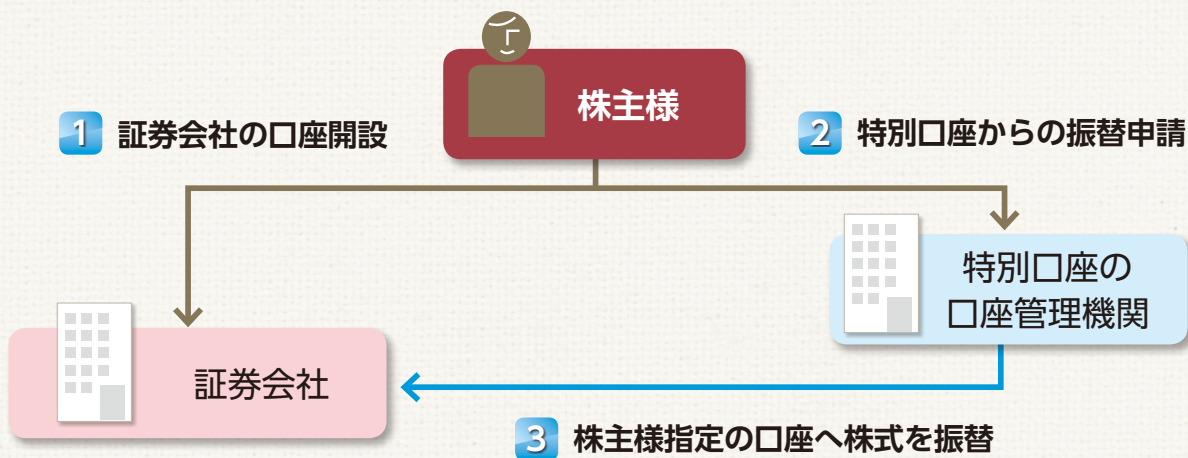 株主様
1 証券会社の口座開設
2 特別口座からの振替申請
特別口座の
口座管理機関
証券会社
3 株主様指定の口座へ株式を振替